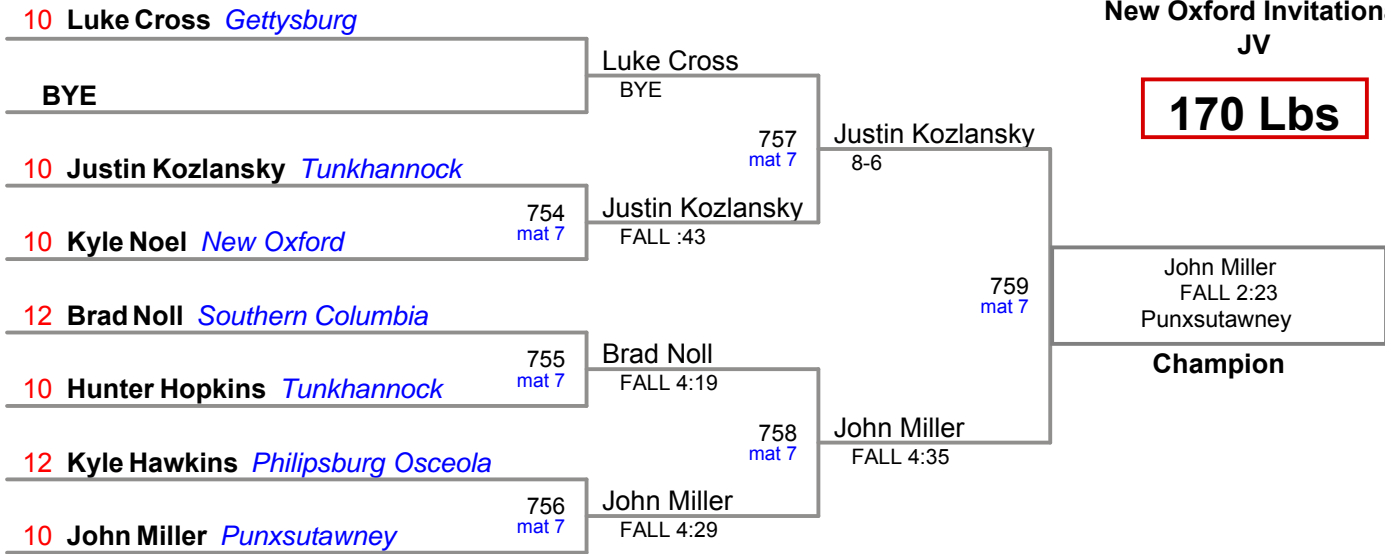 10 Luke Cross Gettysburg
New Oxford Invitationa
JV
170 Lbs
Luke Cross
BYE
BYE
757
mat 7
Justin Kozlansky
8-6
10 Justin Kozlansky Tunkhannock
754
mat 7
Justin Kozlansky
FALL :43
10 Kyle Noel New Oxford
759
mat 7
John Miller
FALL 2:23
Punxsutawney
Champion
12 Brad Noll Southern Columbia
755
mat 7
Brad Noll
FALL 4:19
10 Hunter Hopkins Tunkhannock
758
mat 7
John Miller
FALL 4:35
12 Kyle Hawkins Philipsburg Osceola
756
mat 7
John Miller
FALL 4:29
10 John Miller Punxsutawney